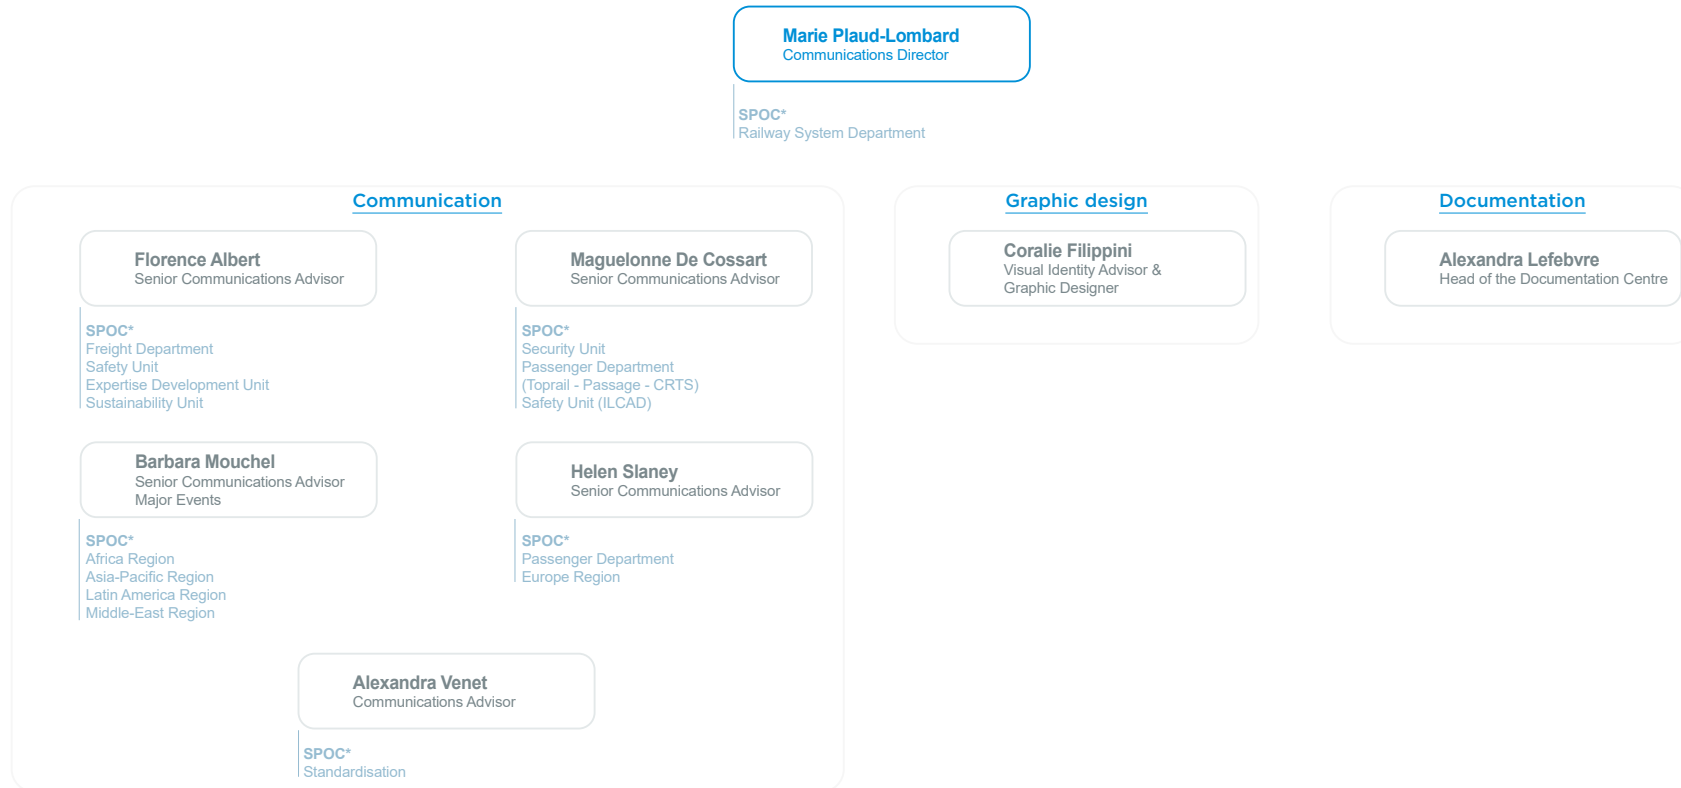 Marie Plaud-Lombard
Communications Director
SPOC*
Railway System Department
Communication
Florence Albert
Senior Communications Advisor
SPOC*
Freight Department
Safety Unit
Expertise Development Unit
Sustainability Unit
Maguelonne De Cossart
Senior Communications Advisor
SPOC*
Security Unit
Passenger Department
(Toprail - Passage - CRTS)
Safety Unit (ILCAD)
Barbara Mouchel
Senior Communications Advisor
Major Events
SPOC*
Africa Region
Asia-Pacific Region
Latin America Region
Middle-East Region
Helen Slaney
Senior Communications Advisor
SPOC*
Passenger Department
Europe Region
Alexandra Venet
Communications Advisor
SPOC*
Standardisation
Graphic design
Coralie Filippini
Visual Identity Advisor &
Graphic Designer
Documentation
Alexandra Lefebvre
Head of the Documentation Centre